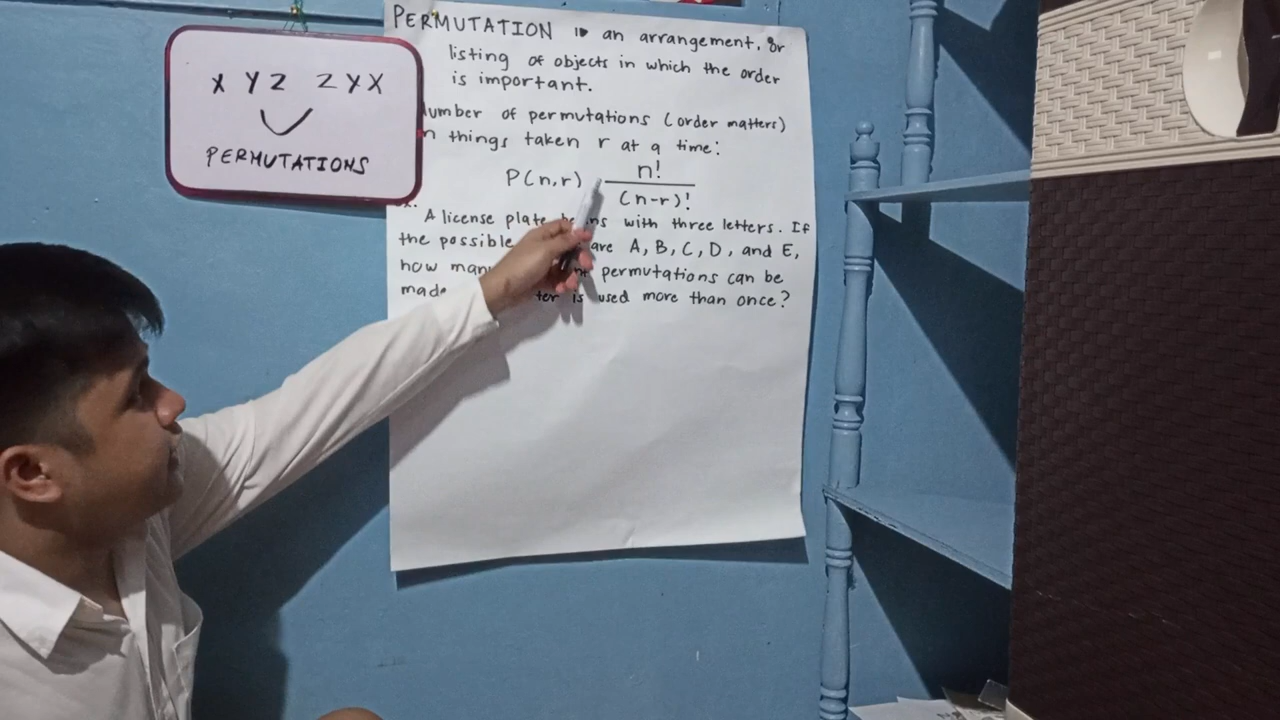 X Y Z Z Y X
PERMUTATIONS
PERMUTATION is an arrangement, or
listing of objects in which the order
is important.
umber of permutations (order matters)
n things taken r at a time:
P(n,r) n!
(n-r)!
A license plate with three letters. If
the possible are A, B, C, D, and E,
how permutations can be
made is used more than once?